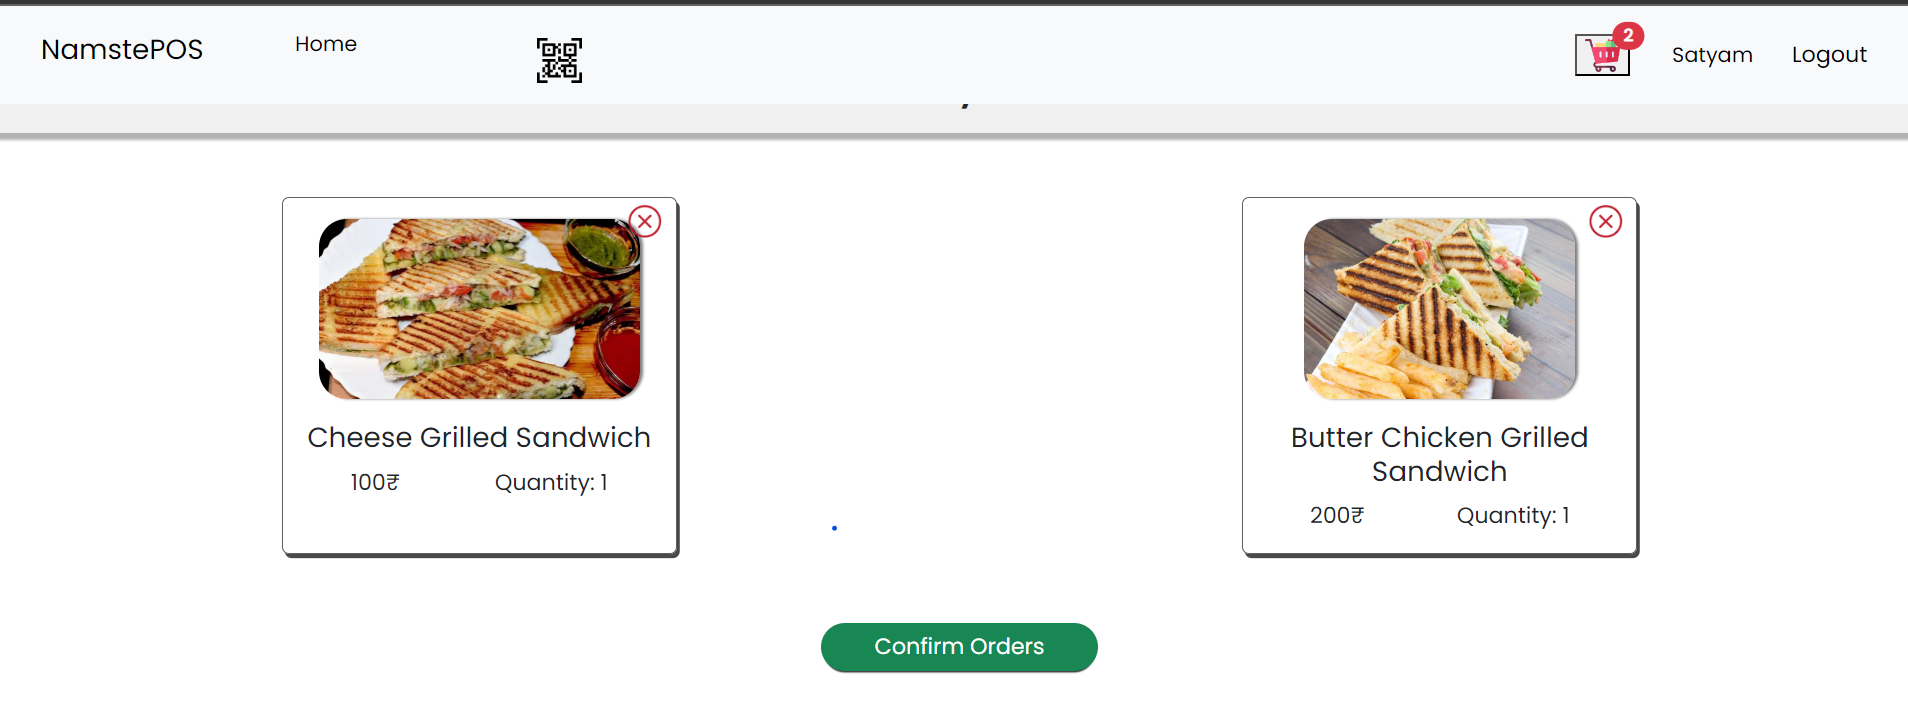 NamstePOS
Home
2
Satyam
Logout
Cheese Grilled Sandwich
100₹
Quantity: 1
Butter Chicken Grilled
Sandwich
200₹
Quantity: 1
Confirm Orders